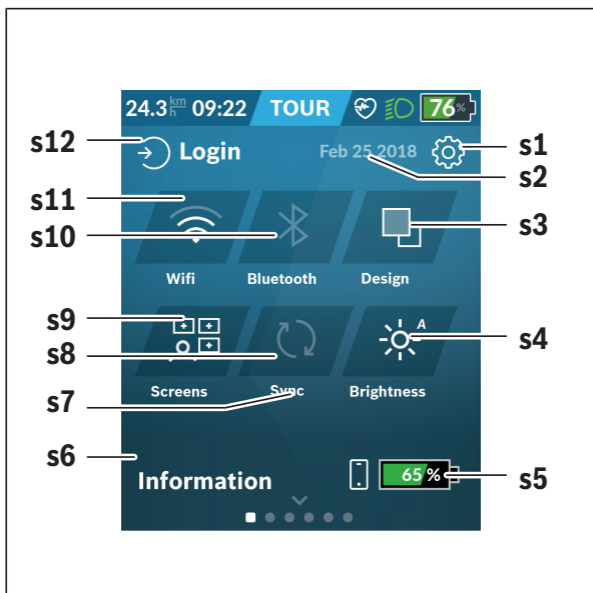 24.3 km/h 09:22 TOUR 76%
s12 Login Feb 25 2018 s1
s2
s11
s10 s3
Wifi Bluetooth Design
s9
s8 s4
s7 Screens Sync Brightness
s6
Information 65 % s5
A